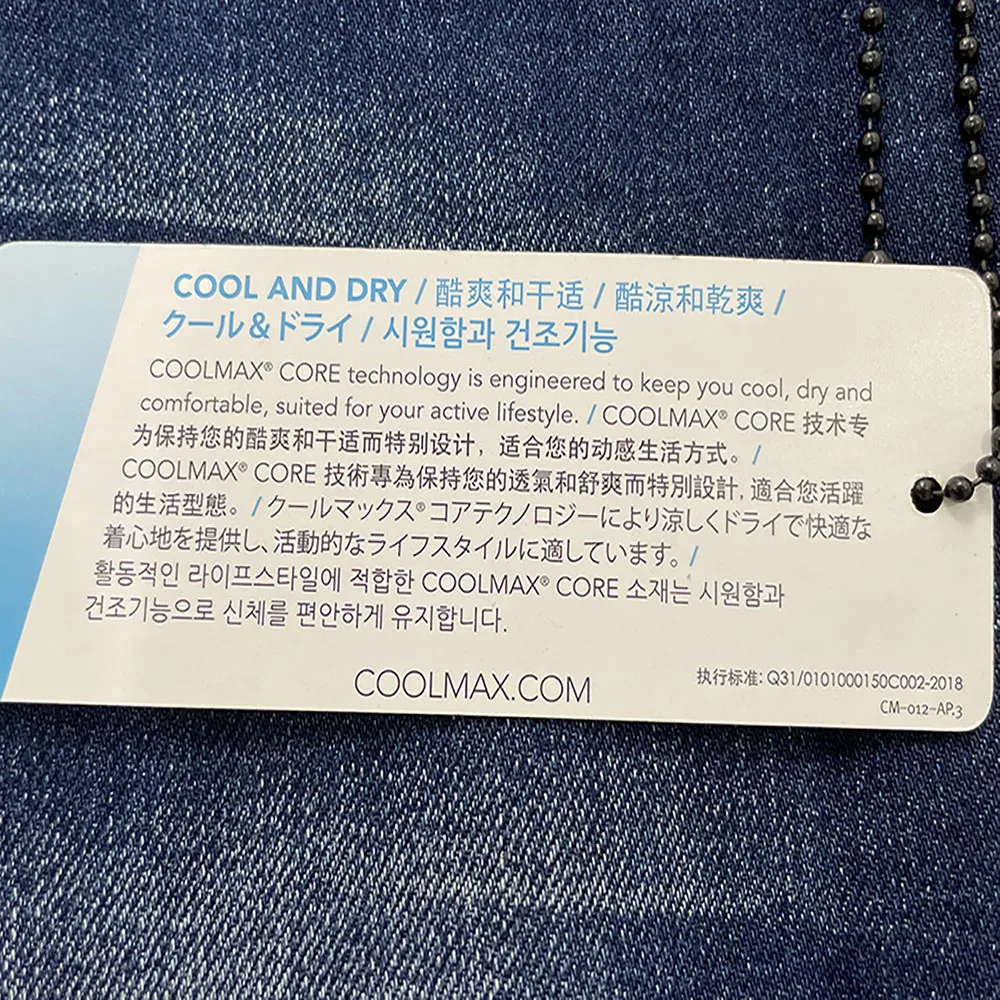 COOL AND DRY / 酷爽和干适 / 酷涼和乾爽 /
クール＆ドライ / 시원함과 건조기능
COOLMAX® CORE technology is engineered to keep you cool, dry and
comfortable, suited for your active lifestyle. / COOLMAX® CORE 技术专
为保持您的酷爽和干适而特别设计，适合您的动感生活方式。/
COOLMAX® CORE 技術專為保持您的透氣和舒爽而特別設計, 適合您活躍
的生活型態。/ クールマックス® コアテクノロジーにより涼しくドライで快適な
着心地を提供し、活動的なライフスタイルに適しています。/
활동적인 라이프스타일에 적합한 COOLMAX® CORE 소재는 시원함과
건조기능으로 신체를 편안하게 유지합니다.
COOLMAX.COM
执行标准: Q31/0101000150C002-2018
CM-012-AP.3